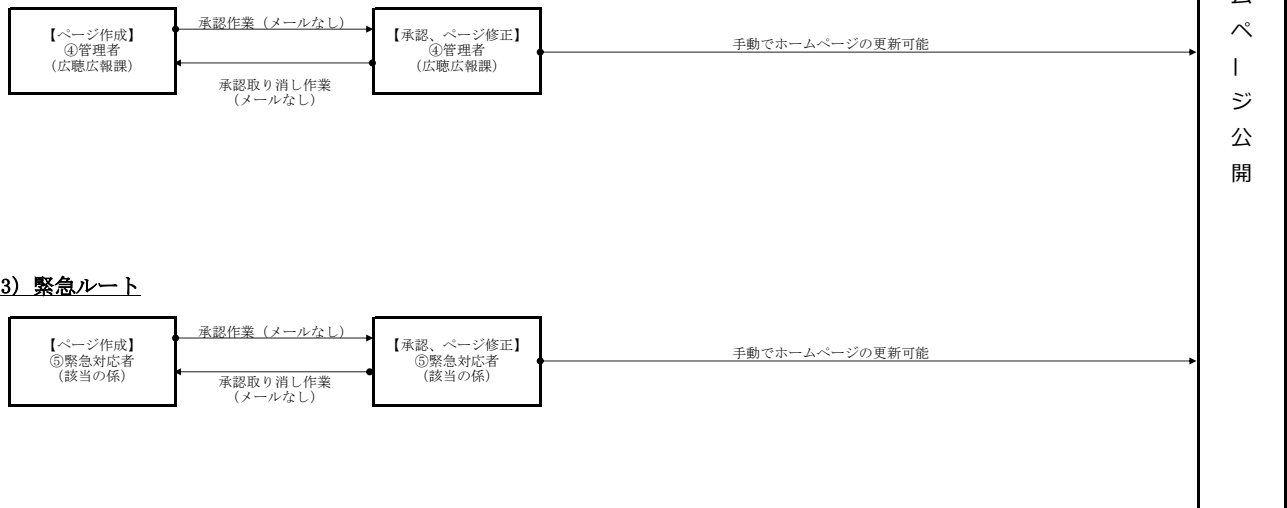 【ページ作成】
④管理者
(広聴広報課)
承認作業（メールなし）
承認取り消し作業
（メールなし）
【承認、ページ修正】
④管理者
(広聴広報課)
手動でホームページの更新可能
ページ公開
3) 緊急ルート
【ページ作成】
⑤緊急対応者
(該当の係)
承認作業（メールなし）
承認取り消し作業
（メールなし）
【承認、ページ修正】
⑤緊急対応者
(該当の係)
手動でホームページの更新可能